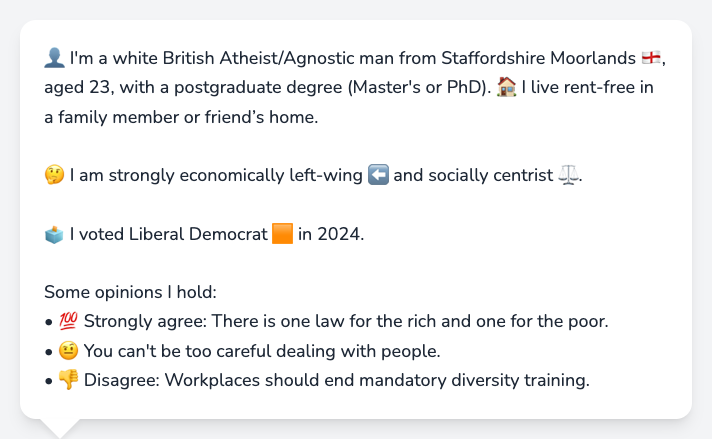 👤 I'm a white British Atheist/Agnostic man from Staffordshire Moorlands 🏴󠁧󠁢󠁥󠁮󠁧󠁿,
aged 23, with a postgraduate degree (Master's or PhD). 🏠 I live rent-free in
a family member or friend’s home.
🤔 I am strongly economically left-wing ⬅️ and socially centrist ⚖️.
🗳️ I voted Liberal Democrat 🟧 in 2024.
Some opinions I hold:
• 💯 Strongly agree: There is one law for the rich and one for the poor.
• 🤨 You can't be too careful dealing with people.
• 👎 Disagree: Workplaces should end mandatory diversity training.